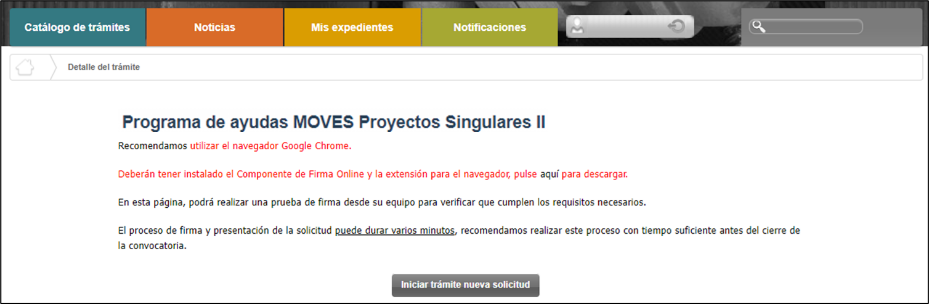 Catálogo de trámites
Noticias
Mis expedientes
Notificaciones
Detalle del trámite
Programa de ayudas MOVES Proyectos Singulares II
Recomendamos utilizar el navegador Google Chrome.
Deberán tener instalado el Componente de Firma Online y la extensión para el navegador, pulse aquí para descargar.
En esta página, podrá realizar una prueba de firma desde su equipo para verificar que cumplen los requisitos necesarios.
El proceso de firma y presentación de la solicitud puede durar varios minutos, recomendamos realizar este proceso con tiempo suficiente antes del cierre de
la convocatoria.
Iniciar trámite nueva solicitud